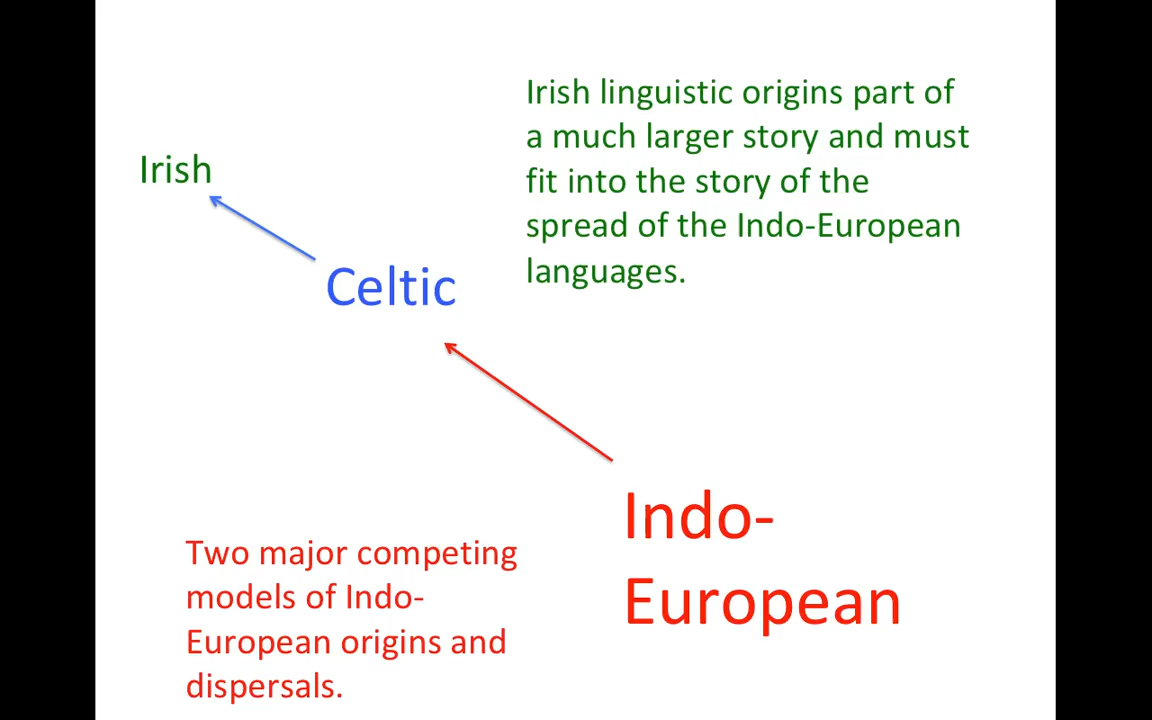 Irish linguistic origins part of
a much larger story and must
fit into the story of the
spread of the Indo-European
languages.
Irish
Celtic
Indo-
European
Two major competing
models of Indo-
European origins and
dispersals.